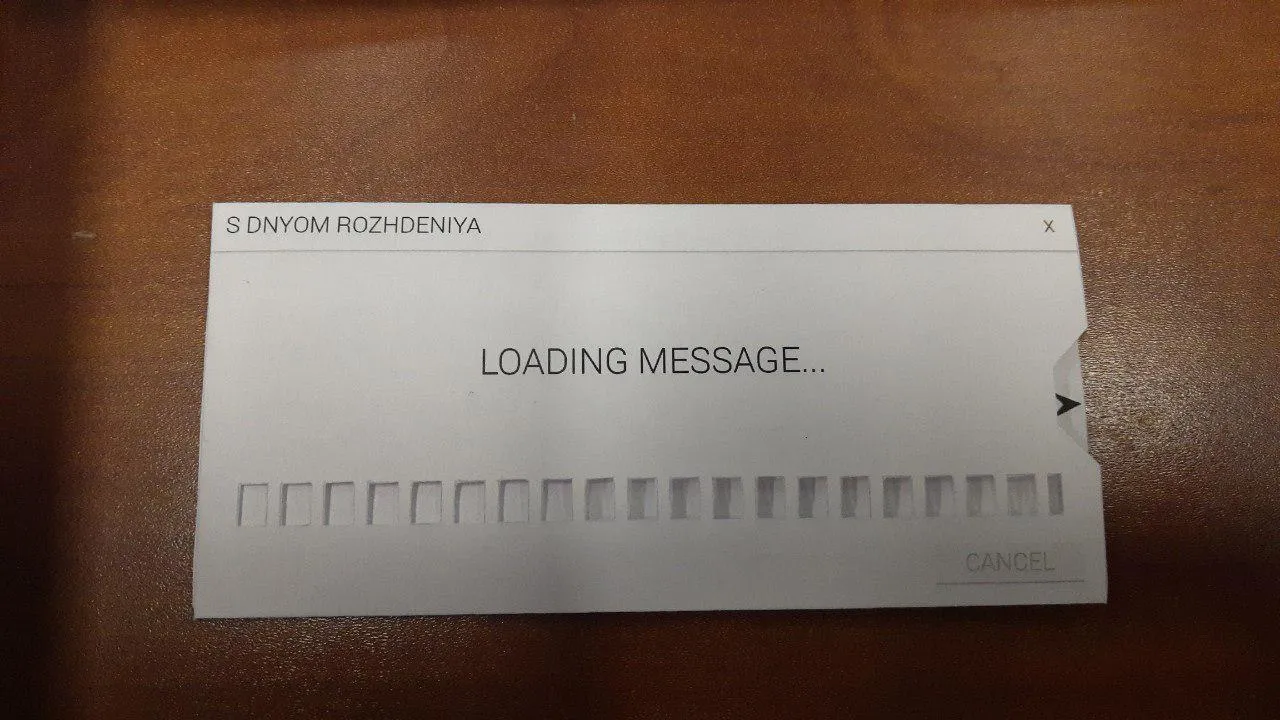 S DNYOM ROZHDENIYA
X
LOADING MESSAGE...
CANCEL